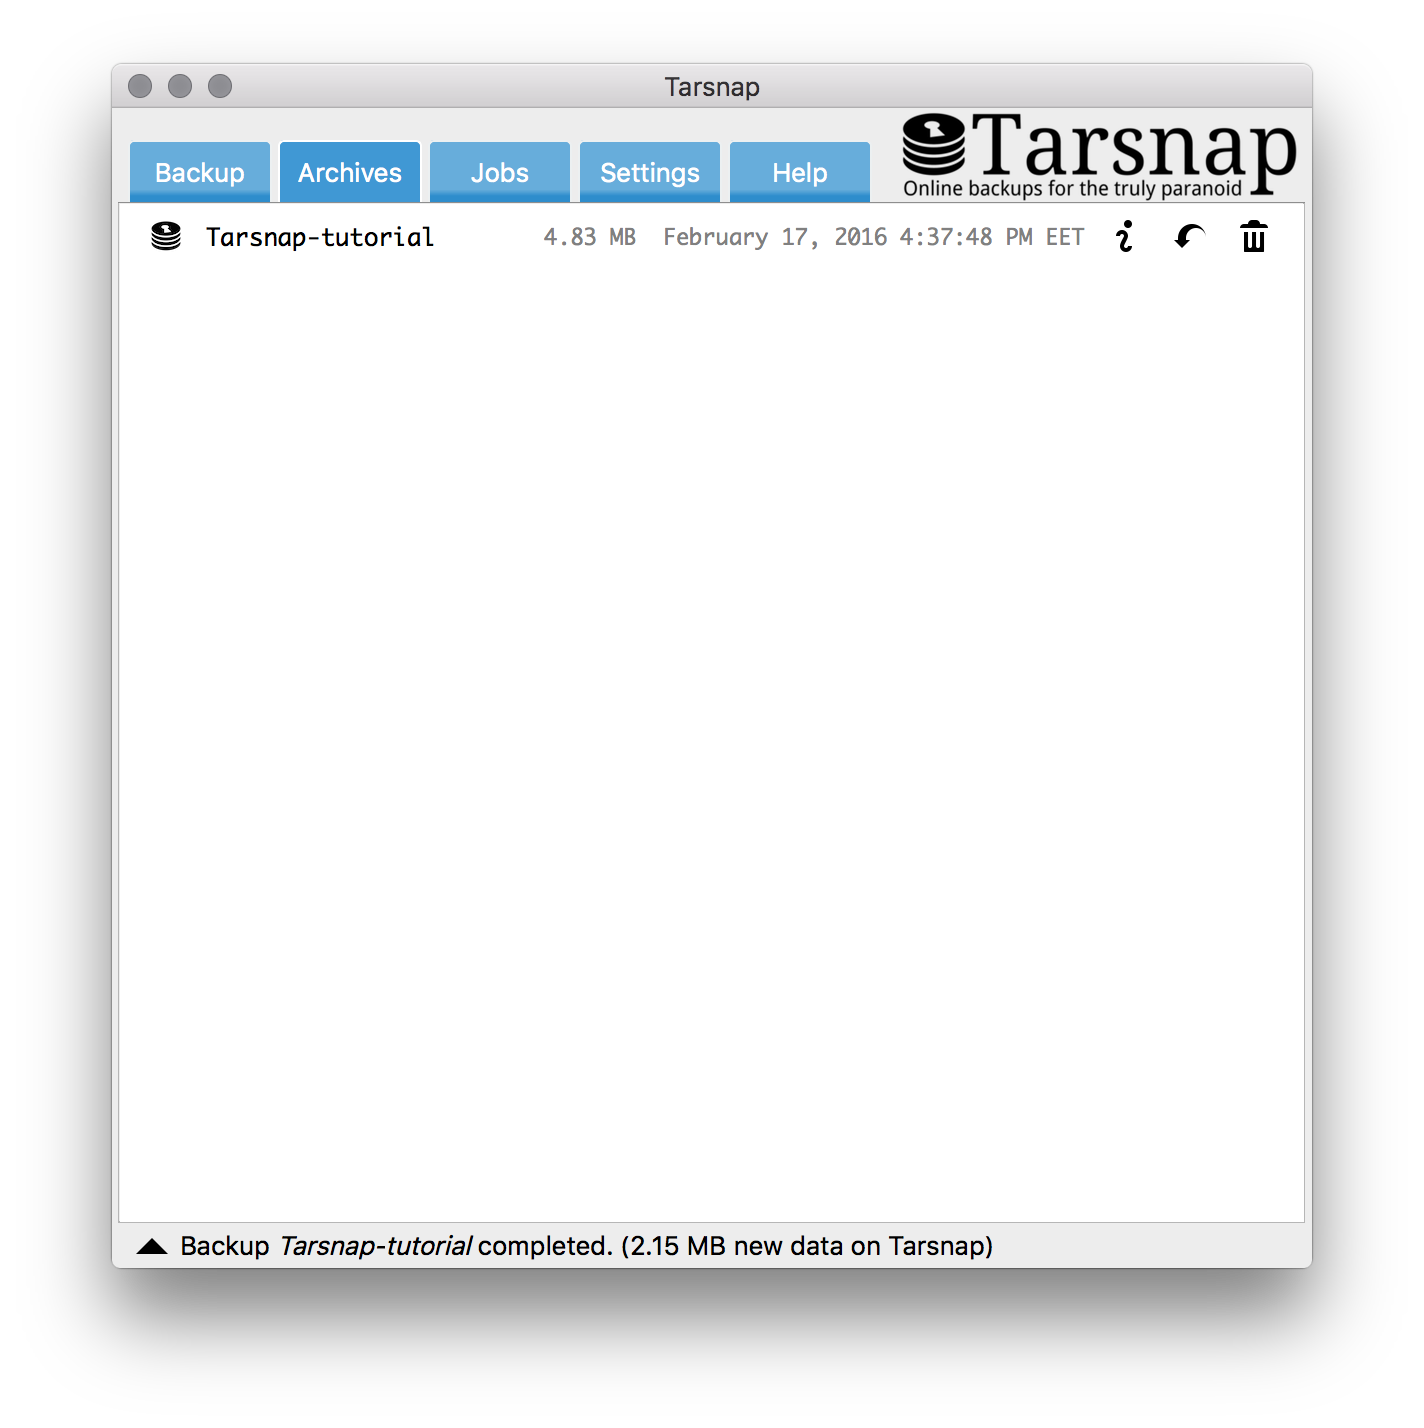 Tarsnap
Backup Archives Jobs Settings Help
Tarsnap
Online backups for the truly paranoid
Tarsnap-tutorial 4.83 MB February 17, 2016 4:37:48 PM EET
Backup Tarsnap-tutorial completed. (2.15 MB new data on Tarsnap)